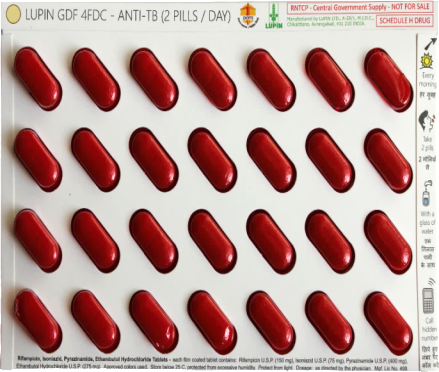 LUPIN GDF 4FDC - ANTI-TB (2 PILLS / DAY)
DOTS
LUPIN
RNTCP - Central Government Supply - NOT FOR SALE
Manufactured by LUPIN LTD., A-28/1, M.I.D.C.,
Chikalthana, Aurangabad, 431 210 INDIA.
SCHEDULE H DRUG
Every
morning
हर सुबह
Take
2 pills
With a
glass of
water
एक
गिलास
पानी
के साथ
Call
hidden
number
Rifampicin, Isoniazid, Pyrazinamide, Ethambutol Hydrochloride Tablets - each film coated tablet contains: Rifampicin U.S.P. (150 mg), Isoniazid U.S.P. (75 mg), Pyrazinamide U.S.P. (400 mg),
Ethambutol Hydrochloride U.S.P. (275 mg) Approved colors used. Store below 25 C, protected from excessive humidity. Protect from light. Dosage: as directed by the physician. Mat. Lic No. 499